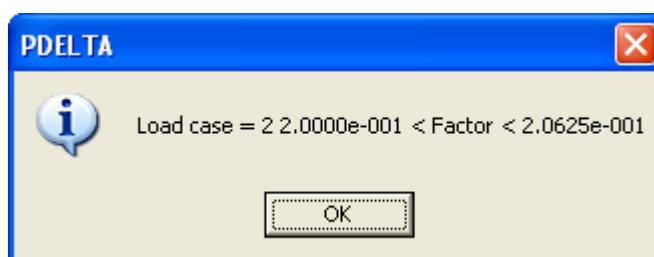 PDELTA
Load case = 2 2.0000e-001 < Factor < 2.0625e-001
OK